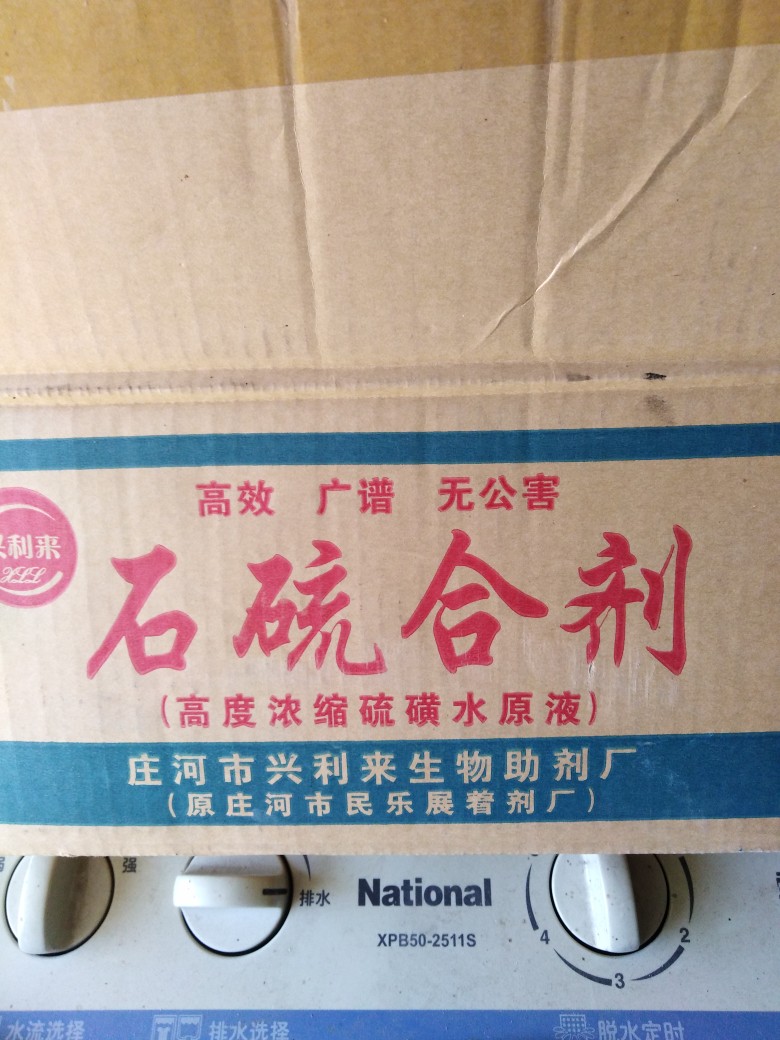 高效 广谱 无公害
兴利来
XLL
石硫合剂
(高度浓缩硫磺水原液)
庄河市兴利来生物助剂厂
(原庄河市民乐展着剂厂)
强
排水
National
XPB50-2511S
4
3
2
水流选择
排水选择
脱水定时